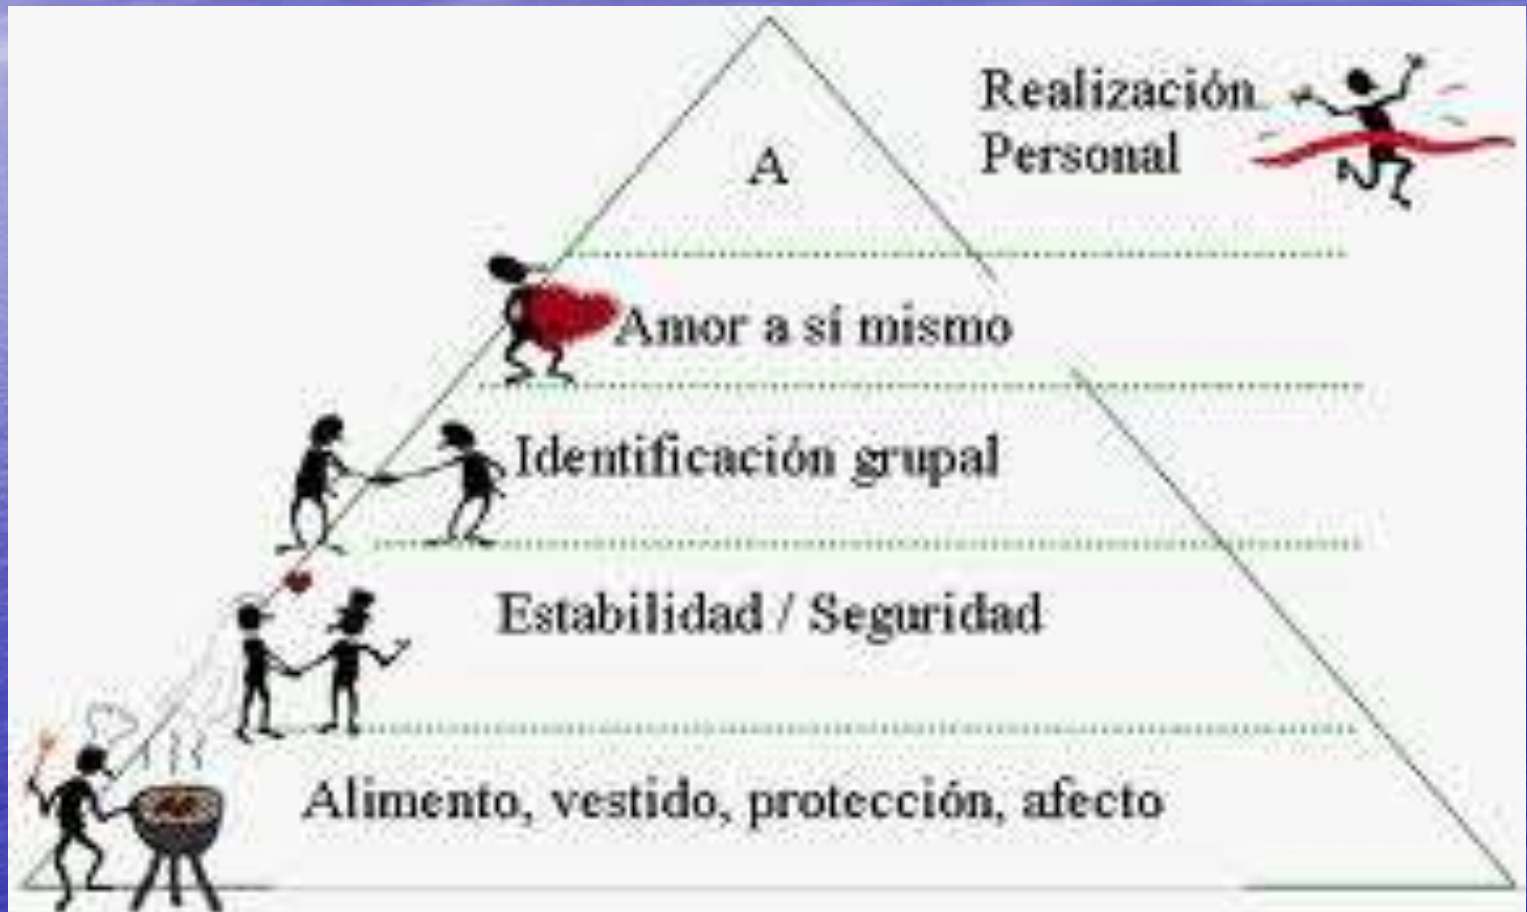 Realización
Personal
A
Amor a sí mismo
Identificación grupal
Estabilidad / Seguridad
Alimento, vestido, protección, afecto